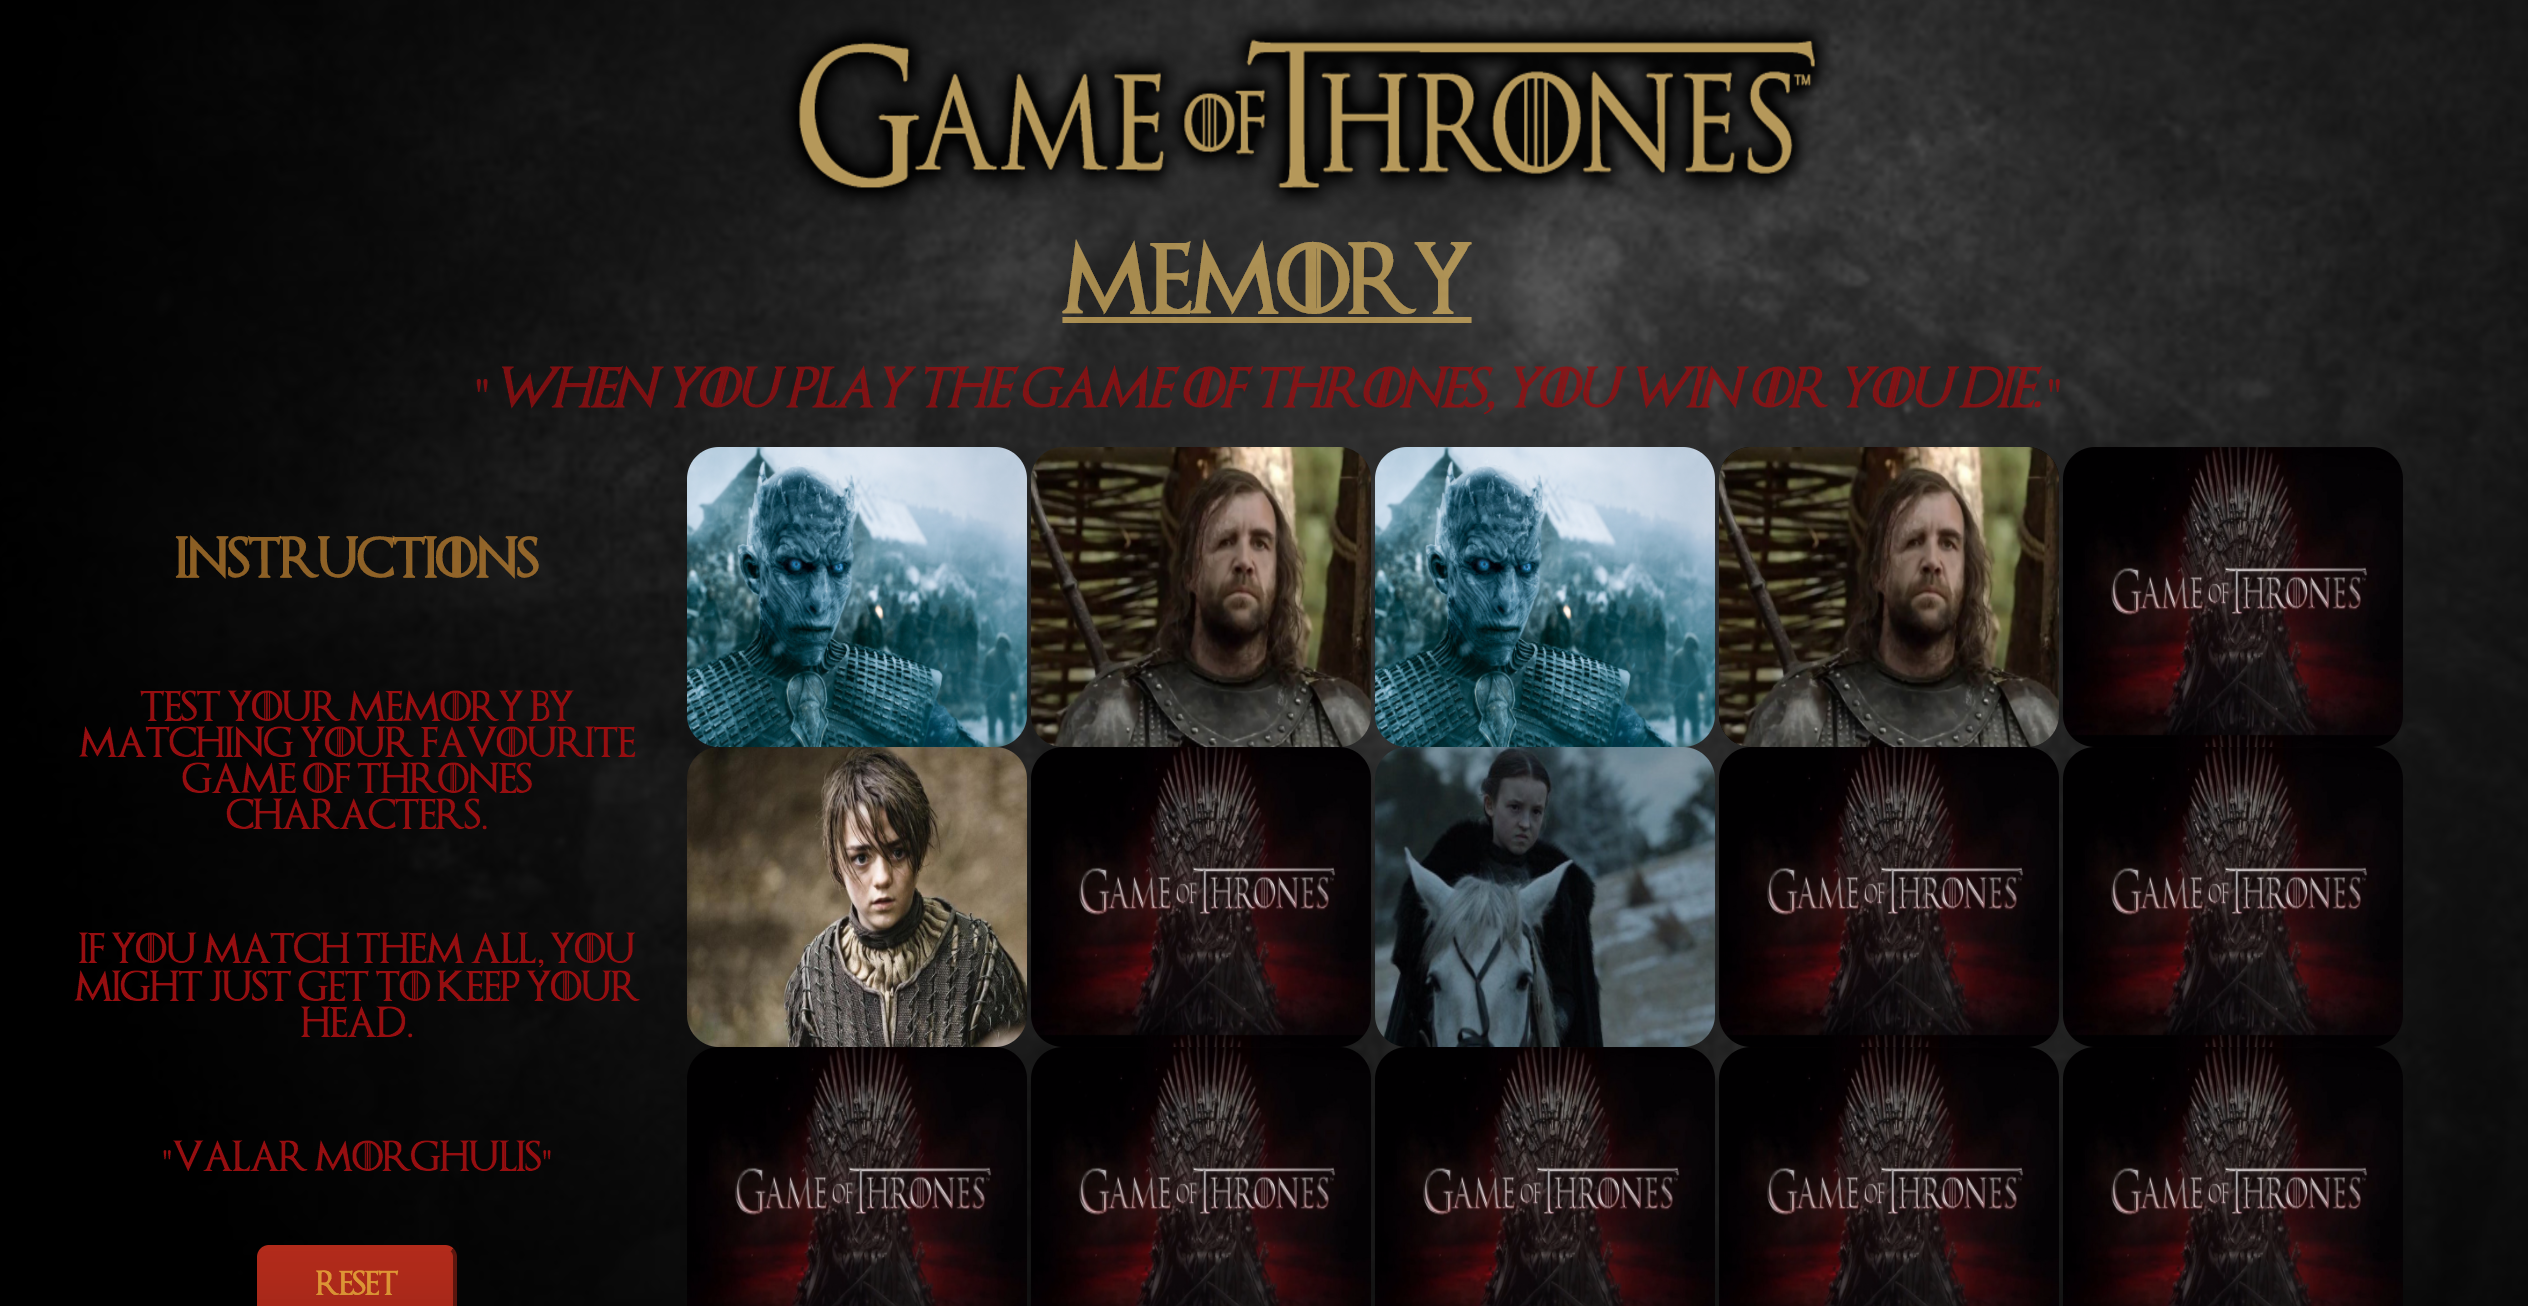 GAME OF THRONES™
MEMORY
" WHEN YOU PLAY THE GAME OF THRONES, YOU WIN OR YOU DIE."
INSTRUCTIONS
TEST YOUR MEMORY BY
MATCHING YOUR FAVOURITE
GAME OF THRONES
CHARACTERS.
IF YOU MATCH THEM ALL, YOU
MIGHT JUST GET TO KEEP YOUR
HEAD.
"VALAR MORGHULIS"
RESET
GAME OF THRONES
GAME OF THRONES
GAME OF THRONES
GAME OF THRONES
GAME OF THRONES
GAME OF THRONES
GAME OF THRONES
GAME OF THRONES
GAME OF THRONES